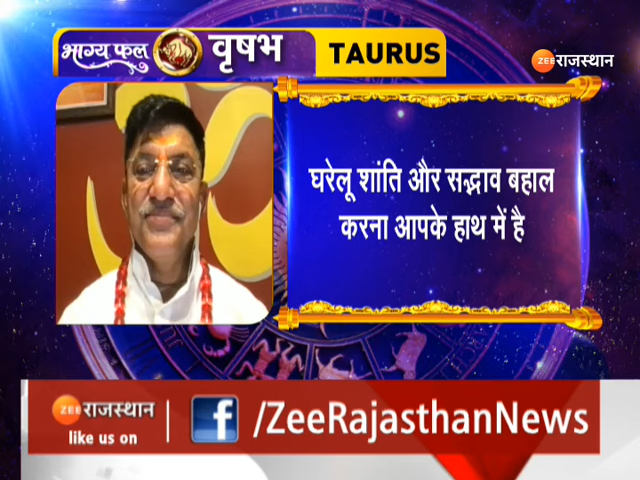 भाग्य फल
वृषभ
TAURUS
ZEE राजस्थान
घरेलू शांति और सद्भाव बहाल
करना आपके हाथ में है
ZEE राजस्थान
like us on
f /ZeeRajasthanNews